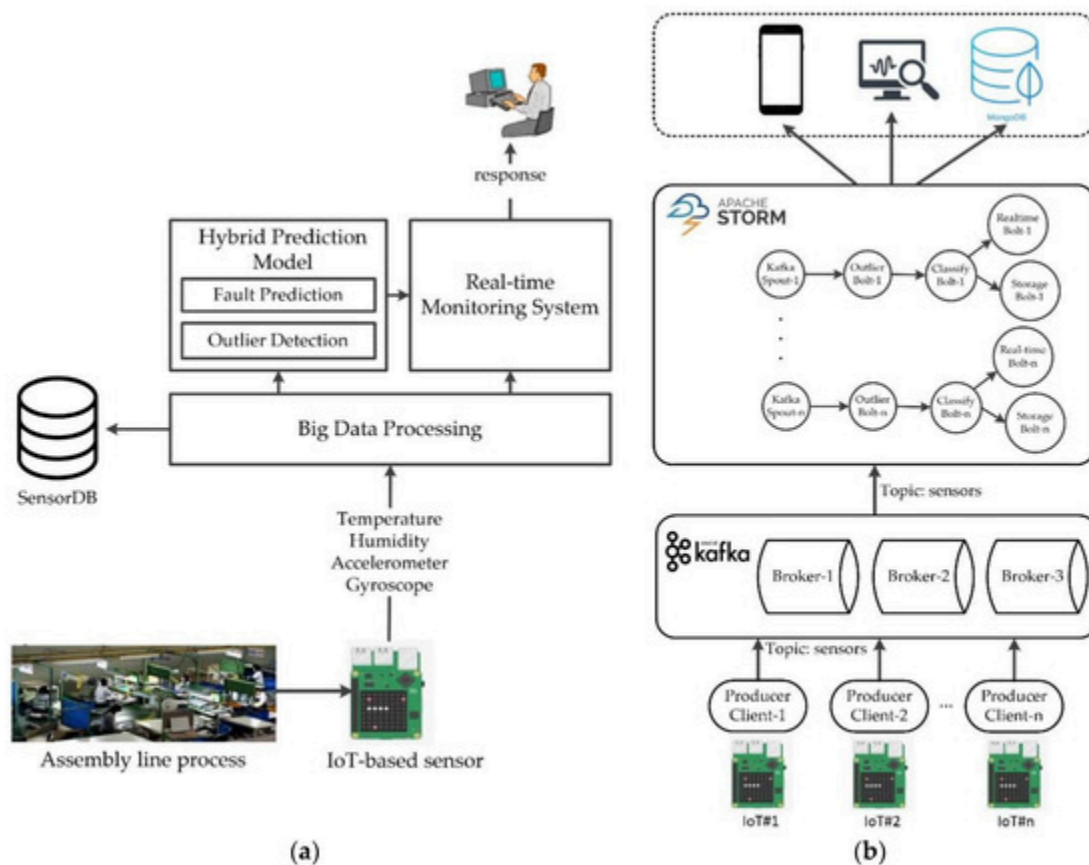 response
Hybrid Prediction
Model
Fault Prediction
Outlier Detection
Real-time
Monitoring System
Big Data Processing
SensorDB
Temperature
Humidity
Accelerometer
Gyroscope
Assembly line process
IoT-based sensor
(a)
MongoDB
APACHE
STORM
Kafka
Spout-1
Outlier
Bolt-1
Classify
Bolt-1
Realtime
Bolt-1
Storage
Bolt-1
Kafka
Spout-n
Outlier
Bolt-n
Classify
Bolt-n
Real-time
Bolt-n
Storage
Bolt-n
Topic: sensors
kafka
Broker-1
Broker-2
Broker-3
Topic: sensors
Producer
Client-1
Producer
Client-2
...
Producer
Client-n
IoT#1
IoT#2
IoT#n
(b)